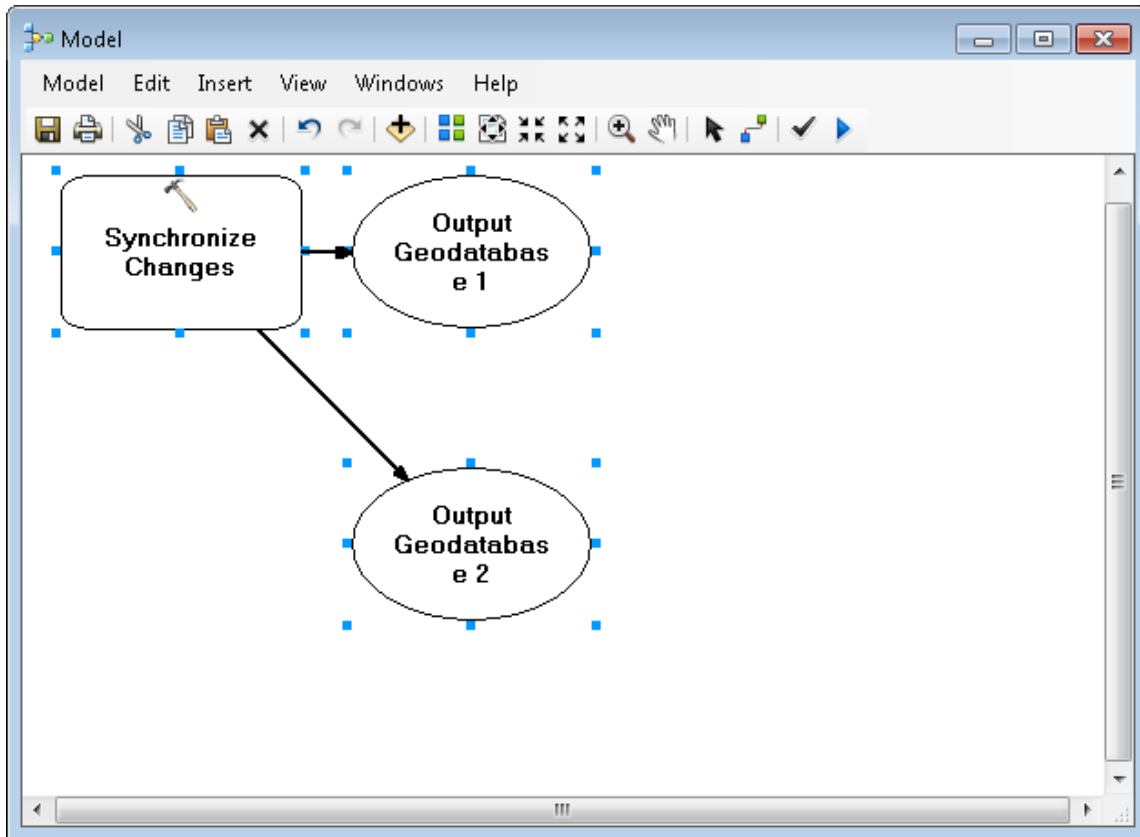 Model
Model Edit Insert View Windows Help
Synchronize
Changes
Output
Geodatabas
e 1
Output
Geodatabas
e 2